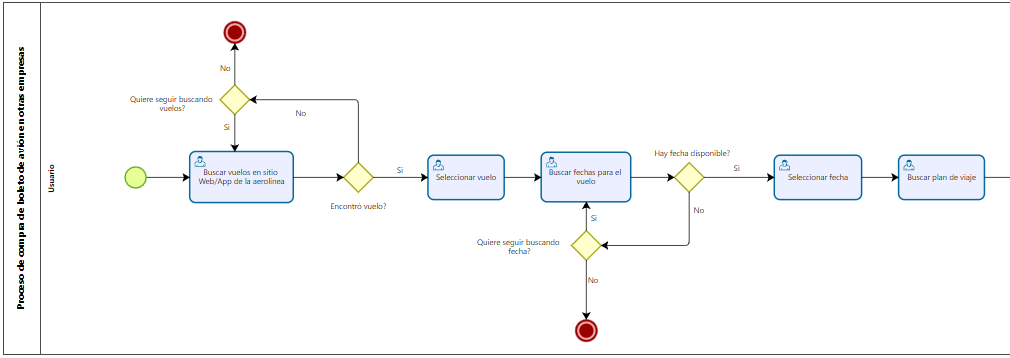 Proceso de compra de boleto de avión en otras empresas
Usuario
No
Quiere seguir buscando
vuelos?
No
Si
Buscar vuelos en sitio
Web/App de la aerolinea
Encontró vuelo?
Si
Seleccionar vuelo
Buscar fechas para el
vuelo
Hay fecha disponible?
Si
Seleccionar fecha
Buscar plan de viaje
No
Si
Quiere seguir buscando
fecha?
No